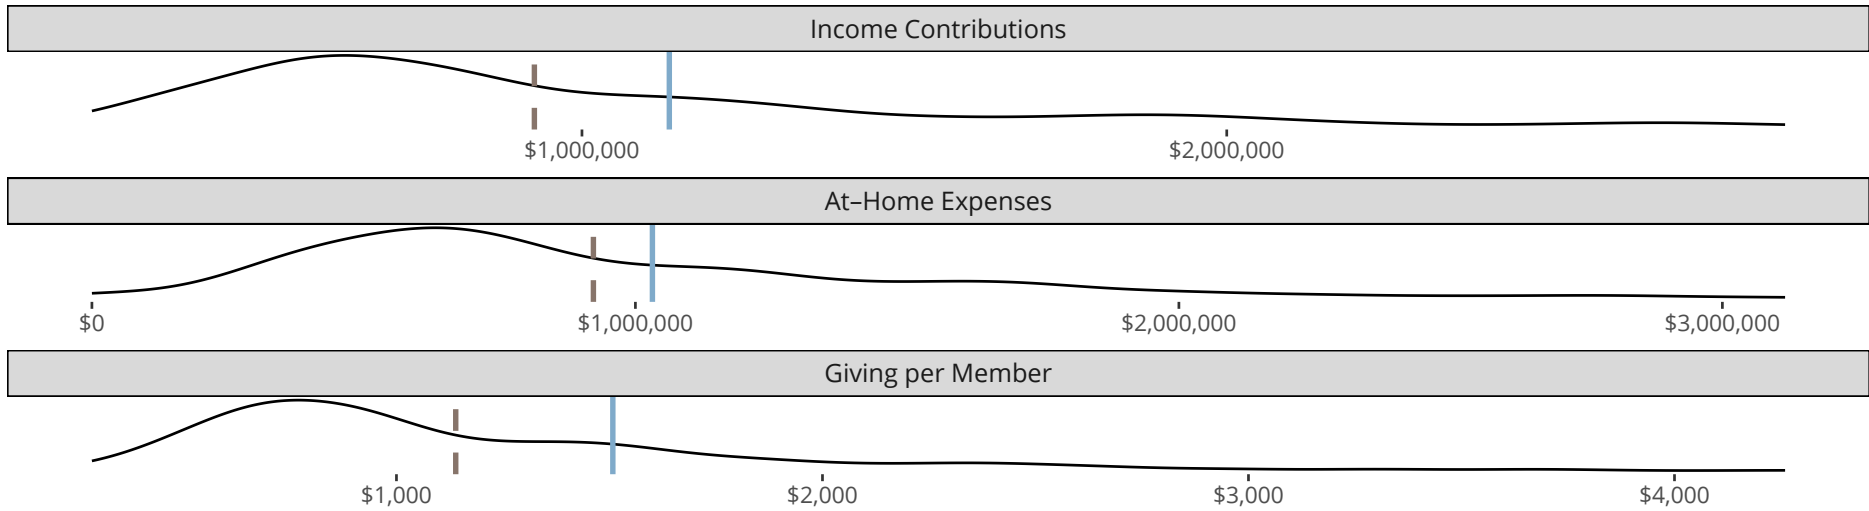 Income Contributions
$1,000,000 $2,000,000
At–Home Expenses
$0 $1,000,000 $2,000,000 $3,000,000
Giving per Member
$1,000 $2,000 $3,000 $4,000